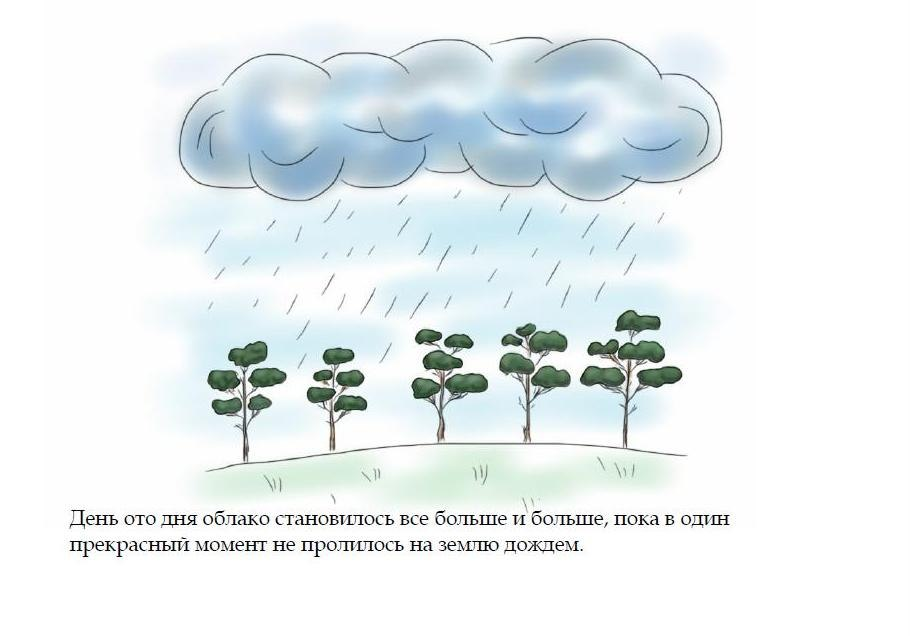 День ото дня облако становилось все больше и больше, пока в один
прекрасный момент не пролилось на землю дождем.